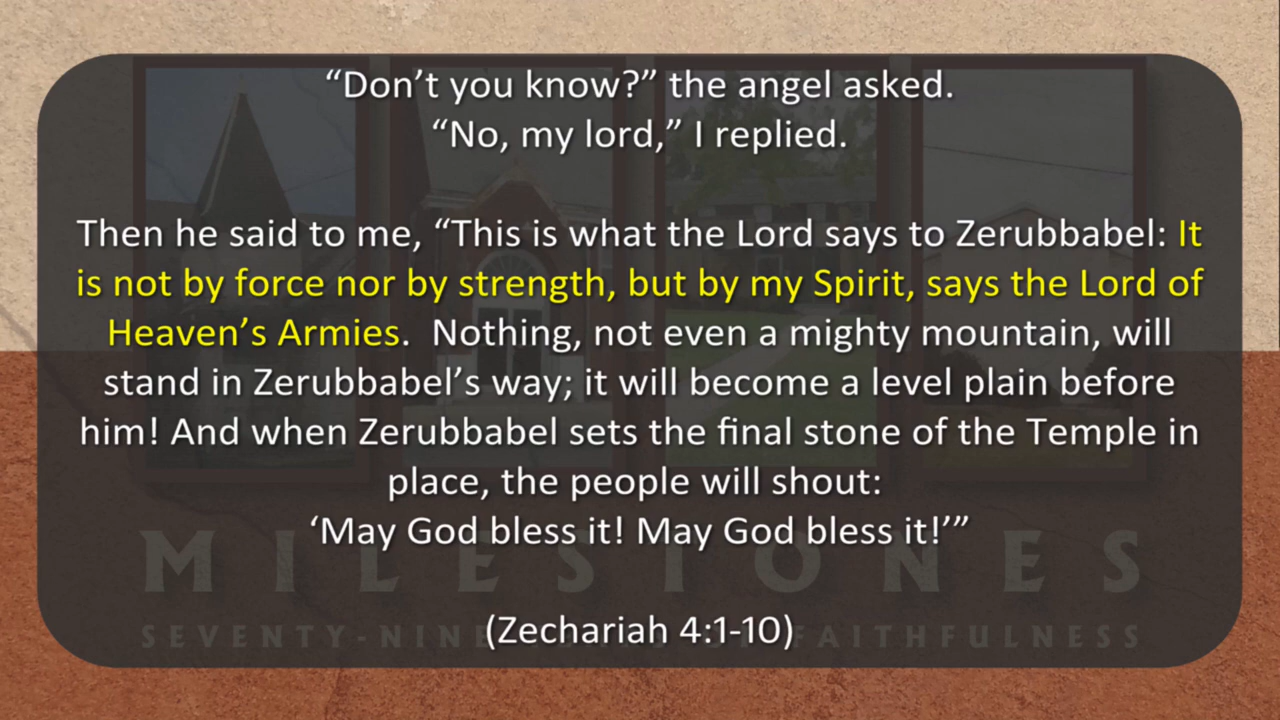 “Don’t you know?” the angel asked.
“No, my lord,” I replied.
Then he said to me, “This is what the Lord says to Zerubbabel: It
is not by force nor by strength, but by my Spirit, says the Lord of
Heaven’s Armies.  Nothing, not even a mighty mountain, will
stand in Zerubbabel’s way; it will become a level plain before
him! And when Zerubbabel sets the final stone of the Temple in
place, the people will shout:
‘May God bless it! May God bless it!’”
MILESTONES
(Zechariah 4:1-10)
SEVENTY-NINE FAITHFULNESS